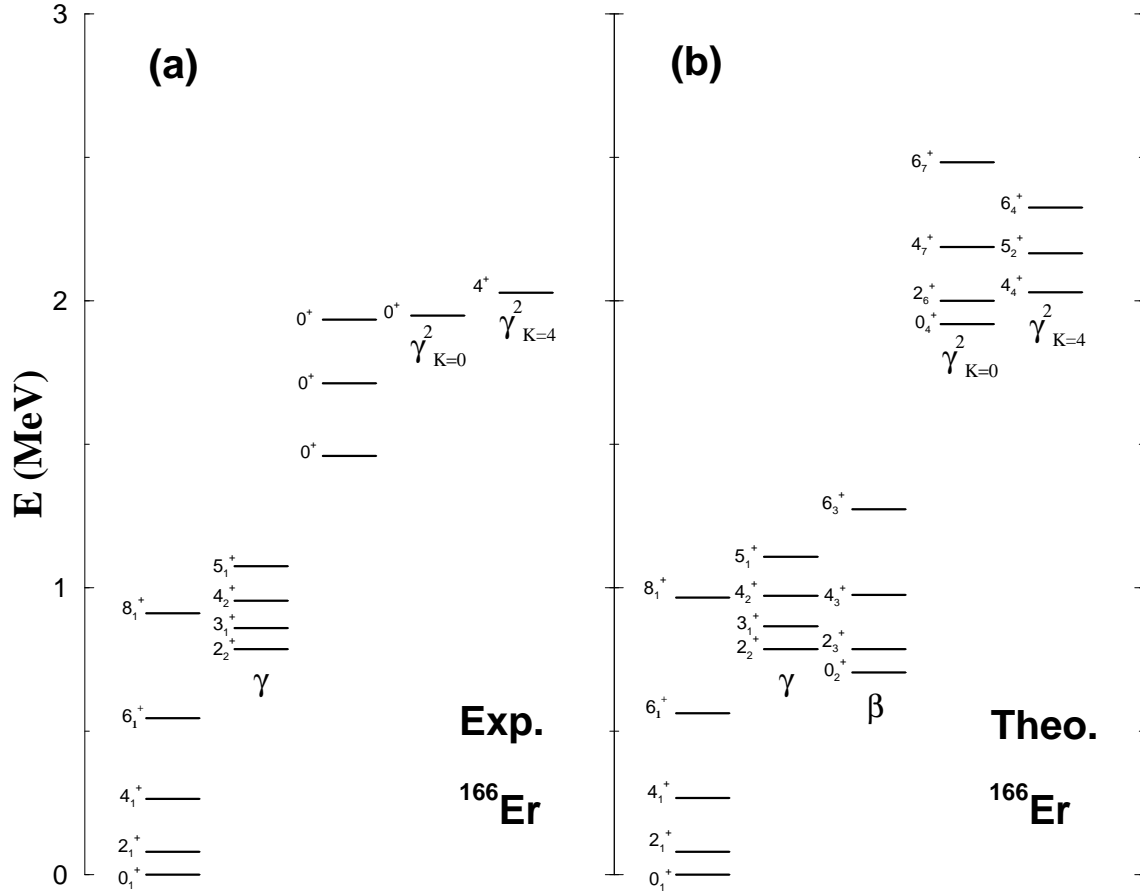 3
2
1
0
E (MeV)
(a)
0⁺
0⁺
4⁺
γ²K=0
γ²K=4
0⁺
0⁺
8₁⁺
5₁⁺
4₂⁺
3₁⁺
2₂⁺
γ
6₁⁺
4₁⁺
2₁⁺
0₁⁺
Exp.
¹⁶⁶Er
(b)
6₇⁺
4₇⁺
2₆⁺
0₄⁺
γ²K=0
6₄⁺
5₂⁺
4₄⁺
γ²K=4
8₁⁺
5₁⁺
4₂⁺
3₁⁺
2₂⁺
γ
6₃⁺
4₃⁺
2₃⁺
0₂⁺
β
6₁⁺
4₁⁺
2₁⁺
0₁⁺
Theo.
¹⁶⁶Er